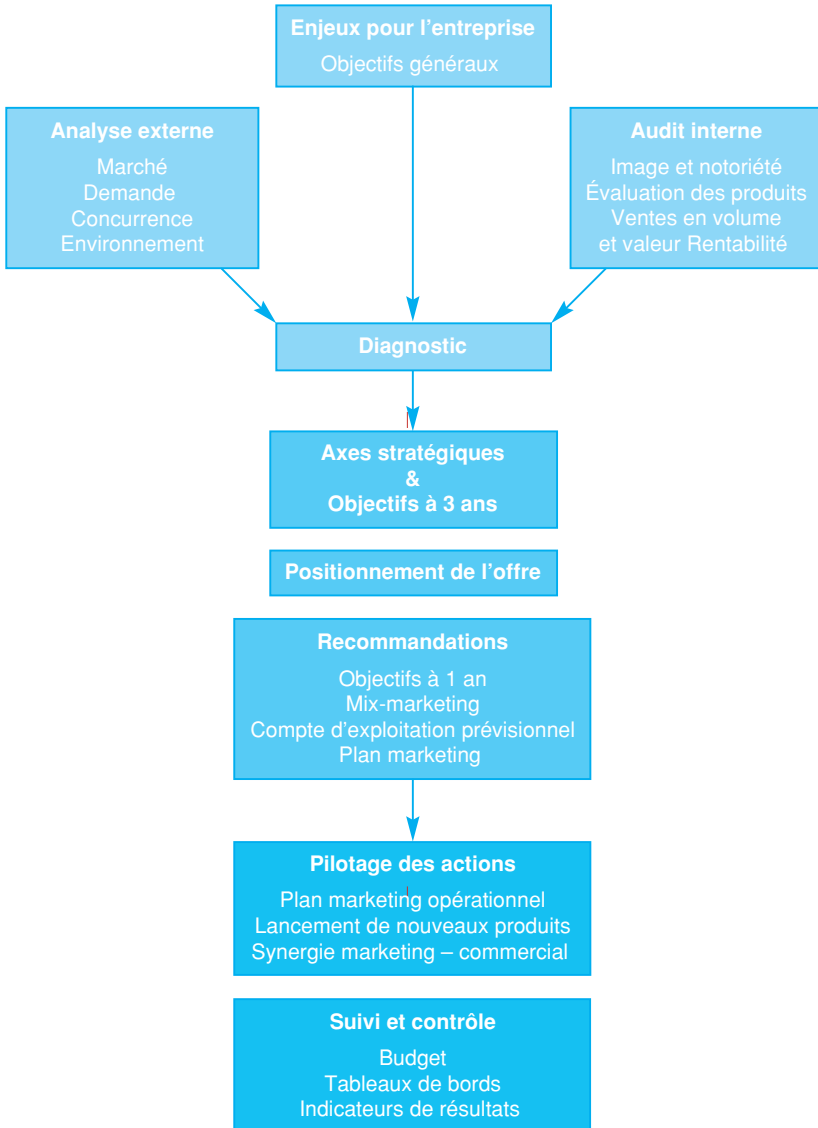 Enjeux pour l’entreprise
Objectifs généraux
Analyse externe
Marché
Demande
Concurrence
Environnement
Audit interne
Image et notoriété
Évaluation des produits
Ventes en volume
et valeur Rentabilité
Diagnostic
Axes stratégiques
&
Objectifs à 3 ans
Positionnement de l’offre
Recommandations
Objectifs à 1 an
Mix-marketing
Compte d’exploitation prévisionnel
Plan marketing
Pilotage des actions
Plan marketing opérationnel
Lancement de nouveaux produits
Synergie marketing – commercial
Suivi et contrôle
Budget
Tableaux de bords
Indicateurs de résultats